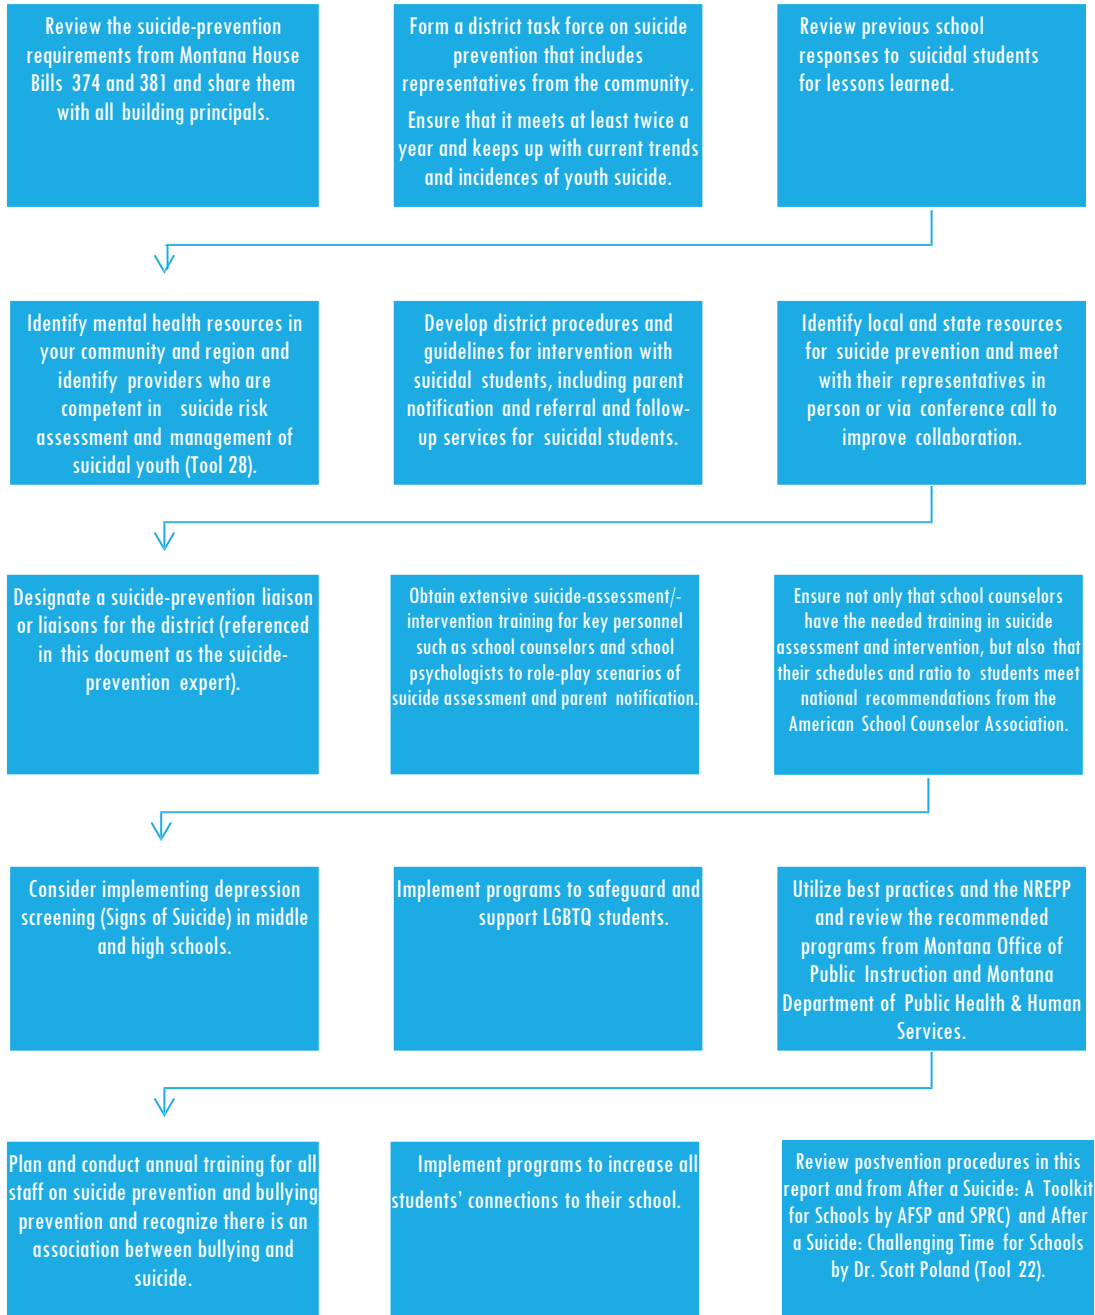 Review the suicide-prevention
requirements from Montana House
Bills 374 and 381 and share them
with all building principals.
Form a district task force on suicide
prevention that includes
representatives from the community.
Ensure that it meets at least twice a
year and keeps up with current trends
and incidences of youth suicide.
Review previous school
responses to suicidal students
for lessons learned.
Identify mental health resources in
your community and region and
identify providers who are
competent in suicide risk
assessment and management of
suicidal youth (Tool 28).
Develop district procedures and
guidelines for intervention with
suicidal students, including parent
notification and referral and follow-
up services for suicidal students.
Identify local and state resources
for suicide prevention and meet
with their representatives in
person or via conference call to
improve collaboration.
Designate a suicide-prevention liaison
or liaisons for the district (referenced
in this document as the suicide-
prevention expert).
Obtain extensive suicide-assessment/-
intervention training for key personnel
such as school counselors and school
psychologists to role-play scenarios of
suicide assessment and parent notification.
Ensure not only that school counselors
have the needed training in suicide
assessment and intervention, but also that
their schedules and ratio to students meet
national recommendations from the
American School Counselor Association.
Consider implementing depression
screening (Signs of Suicide) in middle
and high schools.
Implement programs to safeguard and
support LGBTQ students.
Utilize best practices and the NREPP
and review the recommended
programs from Montana Office of
Public Instruction and Montana
Department of Public Health & Human
Services.
Plan and conduct annual training for all
staff on suicide prevention and bullying
prevention and recognize there is an
association between bullying and
suicide.
Implement programs to increase all
students’ connections to their school.
Review postvention procedures in this
report and from After a Suicide: A Toolkit
for Schools by AFSP and SPRC) and After
a Suicide: Challenging Time for Schools
by Dr. Scott Poland (Tool 22).